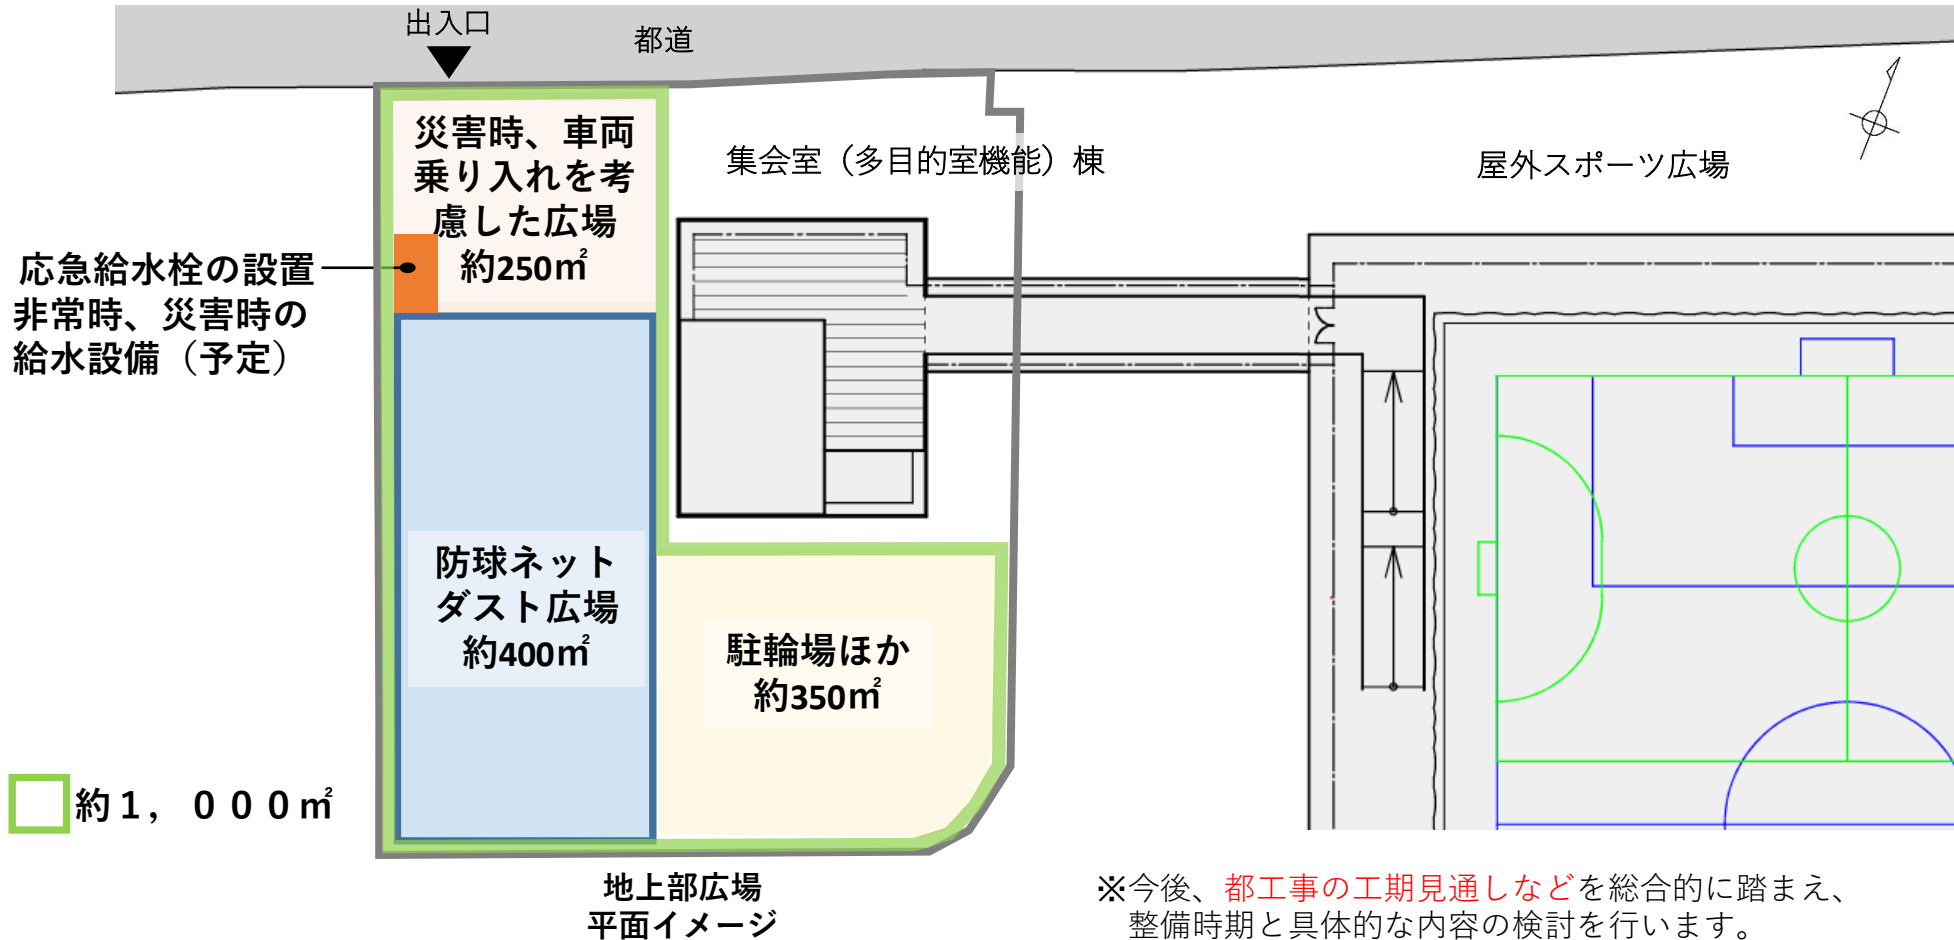 出入口
都道
災害時、車両
乗り入れを考
慮した広場
約250㎡
集会室（多目的室機能）棟
屋外スポーツ広場
応急給水栓の設置
非常時、災害時の
給水設備（予定）
防球ネット
ダスト広場
約400㎡
駐輪場ほか
約350㎡
約１，０００㎡
地上部広場
平面イメージ
※今後、都工事の工期見通しなどを総合的に踏まえ、
整備時期と具体的な内容の検討を行います。